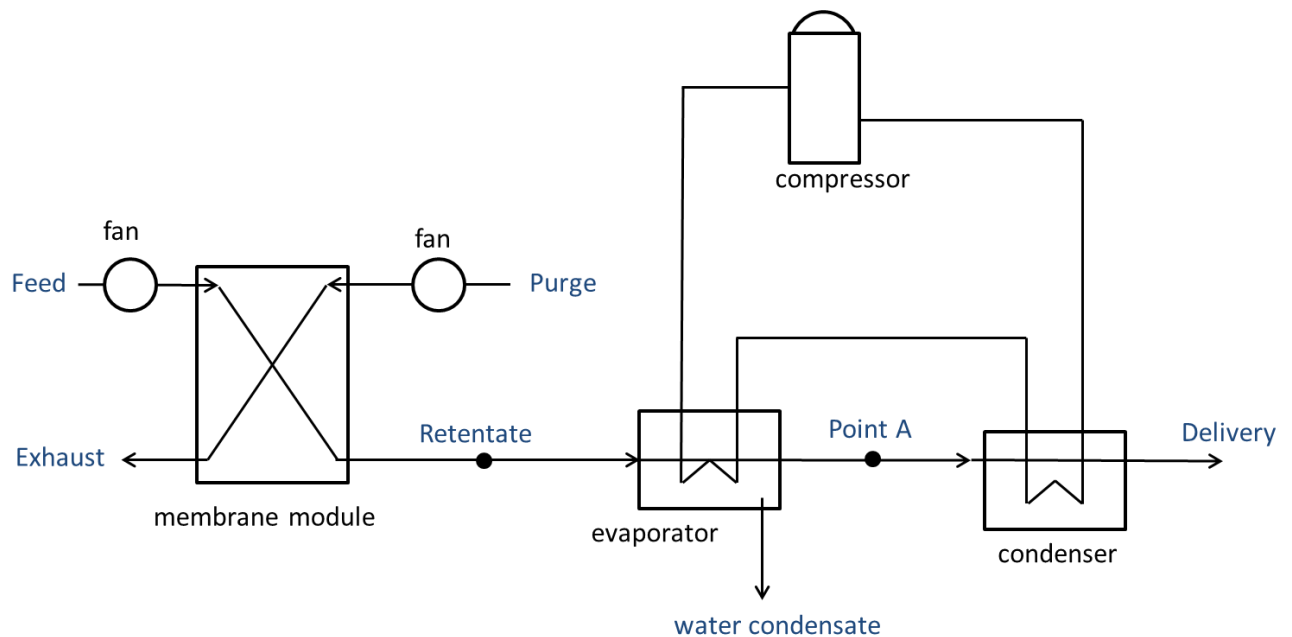 compressor
fan
fan
Feed
Purge
Retentate
Point A
Delivery
Exhaust
membrane module
evaporator
condenser
water condensate